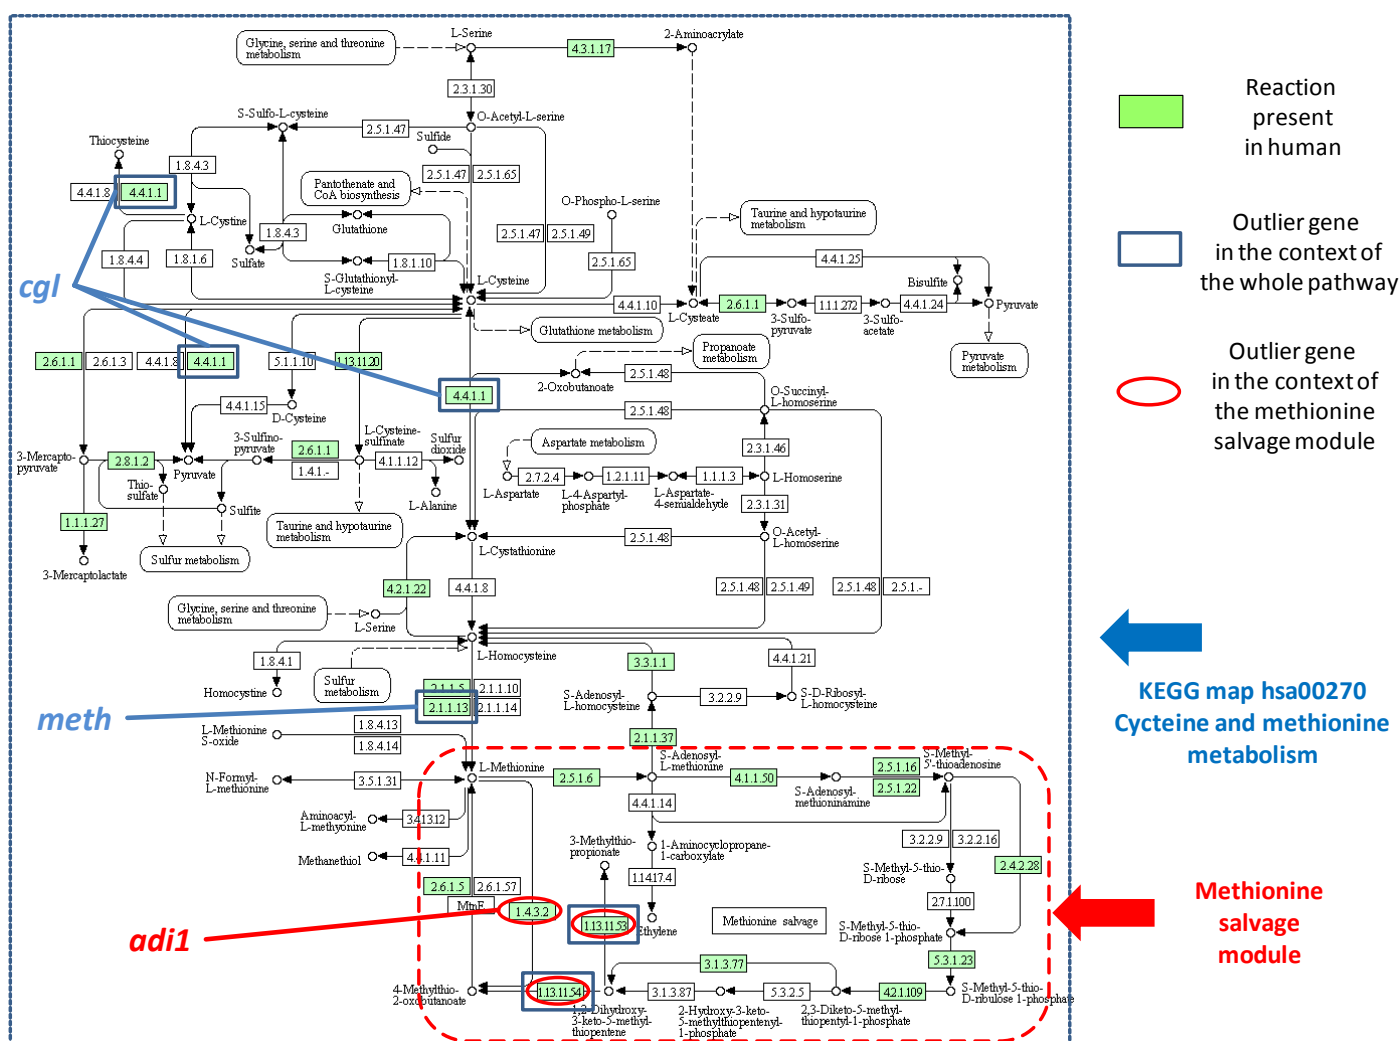 Glycine, serine and threonine
metabolism
L-Serine
4.3.1.17
2-Aminoacrylate
2.3.1.30
S-Sulfo-L-cysteine
2.5.1.47
O-Acetyl-L-serine
Sulfide
Thiocysteine
1.8.4.3
2.5.1.47
2.5.1.65
4.4.1.8
4.4.1.1
Pantothenate and
CoA biosynthesis
O-Phospho-L-serine
L-Cystine
Glutathione
1.8.4.3
Sulfate
Taurine and hypotaurine
metabolism
2.5.1.47
2.5.1.49
2.5.1.65
1.8.4.4
1.8.1.6
1.8.1.10
S-Glutathionyl-
L-cysteine
L-Cysteine
4.4.1.25
Bisulfite
cgl
4.4.1.10
L-Cysteate
2.6.1.1
3-Sulfo-
pyruvate
1.1.1.272
3-Sulfo-
acetate
4.4.1.24
Pyruvate
Glutathione metabolism
Propanoate
metabolism
Pyruvate
metabolism
2.6.1.1
2.6.1.3
4.4.1.8
4.4.1.1
5.1.1.10
1.13.11.20
2-Oxobutanoate
2.5.1.48
4.4.1.1
O-Succinyl-
L-homoserine
4.4.1.15
D-Cysteine
2.5.1.48
3-Mercapto-
pyruvate
2.8.1.2
Pyruvate
3-Sulfino-
pyruvate
2.6.1.1
1.4.1.-
L-Cysteine-
sulfinate
4.1.1.12
Sulfur
dioxide
L-Alanine
Aspartate metabolism
2.3.1.46
L-Aspartate
2.7.2.4
L-4-Aspartyl-
phosphate
1.2.1.11
L-Aspartate-
4-semialdehyde
1.1.1.3
L-Homoserine
Thio-
sulfate
Sulfite
2.3.1.31
1.1.1.27
Taurine and hypotaurine
metabolism
Sulfur metabolism
3-Mercaptolactate
L-Cystathionine
2.5.1.48
O-Acetyl-
L-homoserine
4.2.1.22
4.4.1.8
2.5.1.48
2.5.1.49
2.5.1.48
2.5.1.-
Glycine, serine and threonine
metabolism
L-Serine
L-Homocysteine
1.8.4.1
Homocystine
Sulfur
metabolism
3.3.1.1
4.4.1.21
S-Adenosyl-
L-homocysteine
3.2.2.9
S-D-Ribosyl-
L-homocysteine
2.1.1.5
2.1.1.10
2.1.1.13
2.1.1.14
meth
L-Methionine
S-oxide
1.8.4.13
1.8.4.14
2.1.1.37
N-Formyl-
L-methionine
3.5.1.31
L-Methionine
2.5.1.6
S-Adenosyl-
L-methionine
4.1.1.50
S-Adenosyl-
methioninamine
2.5.1.16
2.5.1.22
S-Methyl-
5'-thioadenosine
Aminoacyl-
L-methyonine
3.4.13.12
4.4.1.14
Methanethiol
4.4.1.11
3-Methylthio-
propionate
1-Aminocyclopropane-
1-carboxylate
3.2.2.9
3.2.2.16
2.4.2.28
S-Methyl-5-thio-
D-ribose
2.6.1.5
2.6.1.57
MtnE
1.4.3.2
1.14.17.4
2.7.1.100
1.13.11.53
Ethylene
Methionine salvage
S-Methyl-5-thio-
D-ribose 1-phosphate
adi1
5.3.1.23
3.1.3.77
4-Methylthio-
2-oxobutanoate
1.13.11.54
1,2-Dihydroxy-
3-keto-5-methyl-
thiopentene
3.1.3.87
2-Hydroxy-3-keto-
5-methylthiopentenyl-
1-phosphate
5.3.2.5
2,3-Diketo-5-methyl-
thiopentyl-1-phosphate
4.2.1.109
S-Methyl-5-thio-
D-ribulose 1-phosphate
Reaction
present
in human
Outlier gene
in the context of
the whole pathway
Outlier gene
in the context of
the methionine
salvage module
KEGG map hsa00270
Cycteine and methionine
metabolism
Methionine
salvage
module